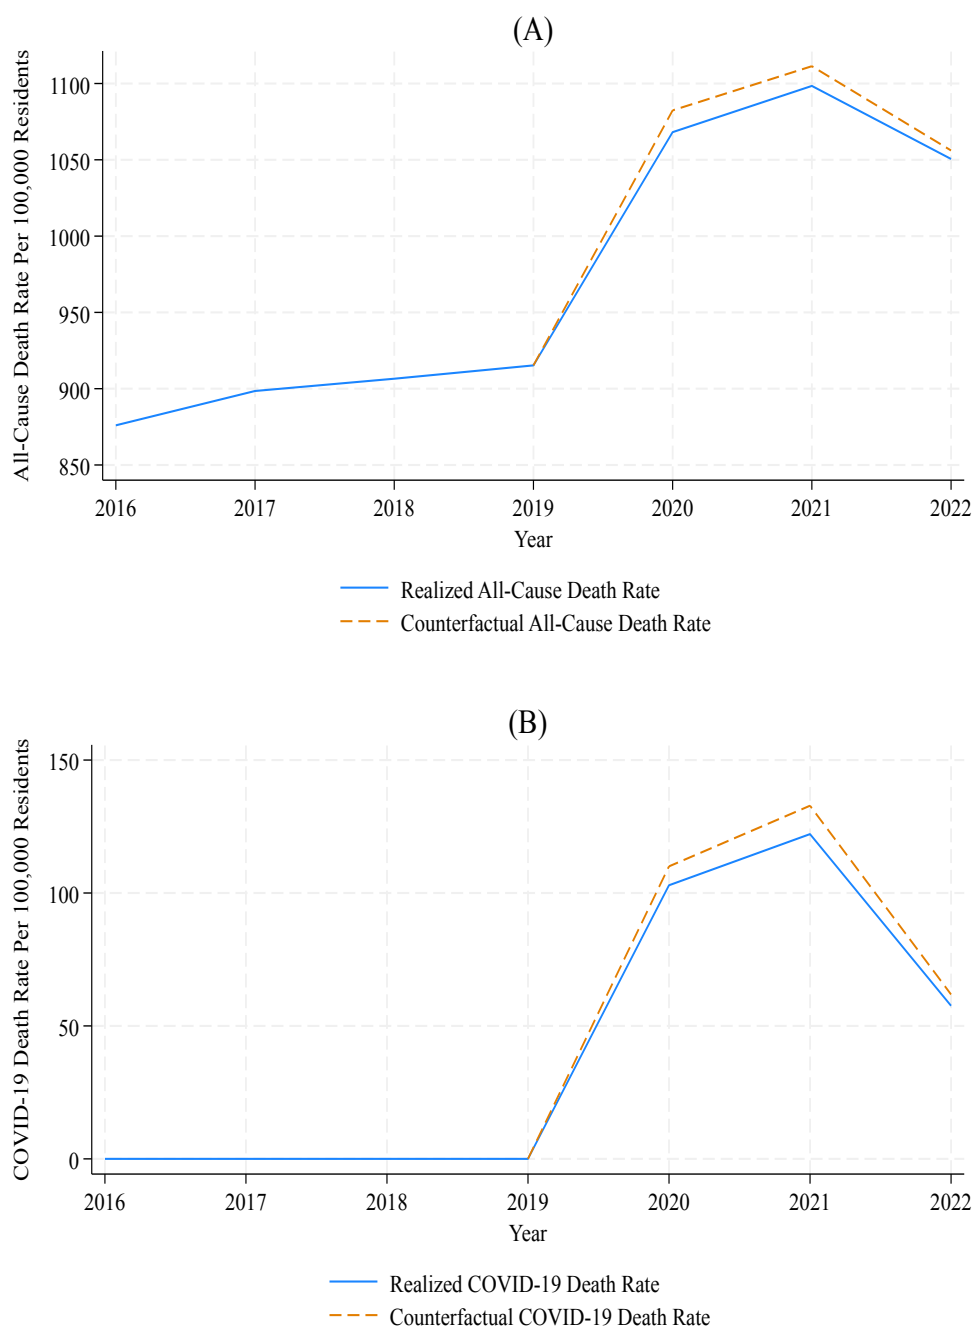 (A)
All-Cause Death Rate Per 100,000 Residents
1100
1050
1000
950
900
850
2016 2017 2018 2019 2020 2021 2022
Year
Realized All-Cause Death Rate
Counterfactual All-Cause Death Rate
(B)
COVID-19 Death Rate Per 100,000 Residents
150
100
50
0
2016 2017 2018 2019 2020 2021 2022
Year
Realized COVID-19 Death Rate
Counterfactual COVID-19 Death Rate